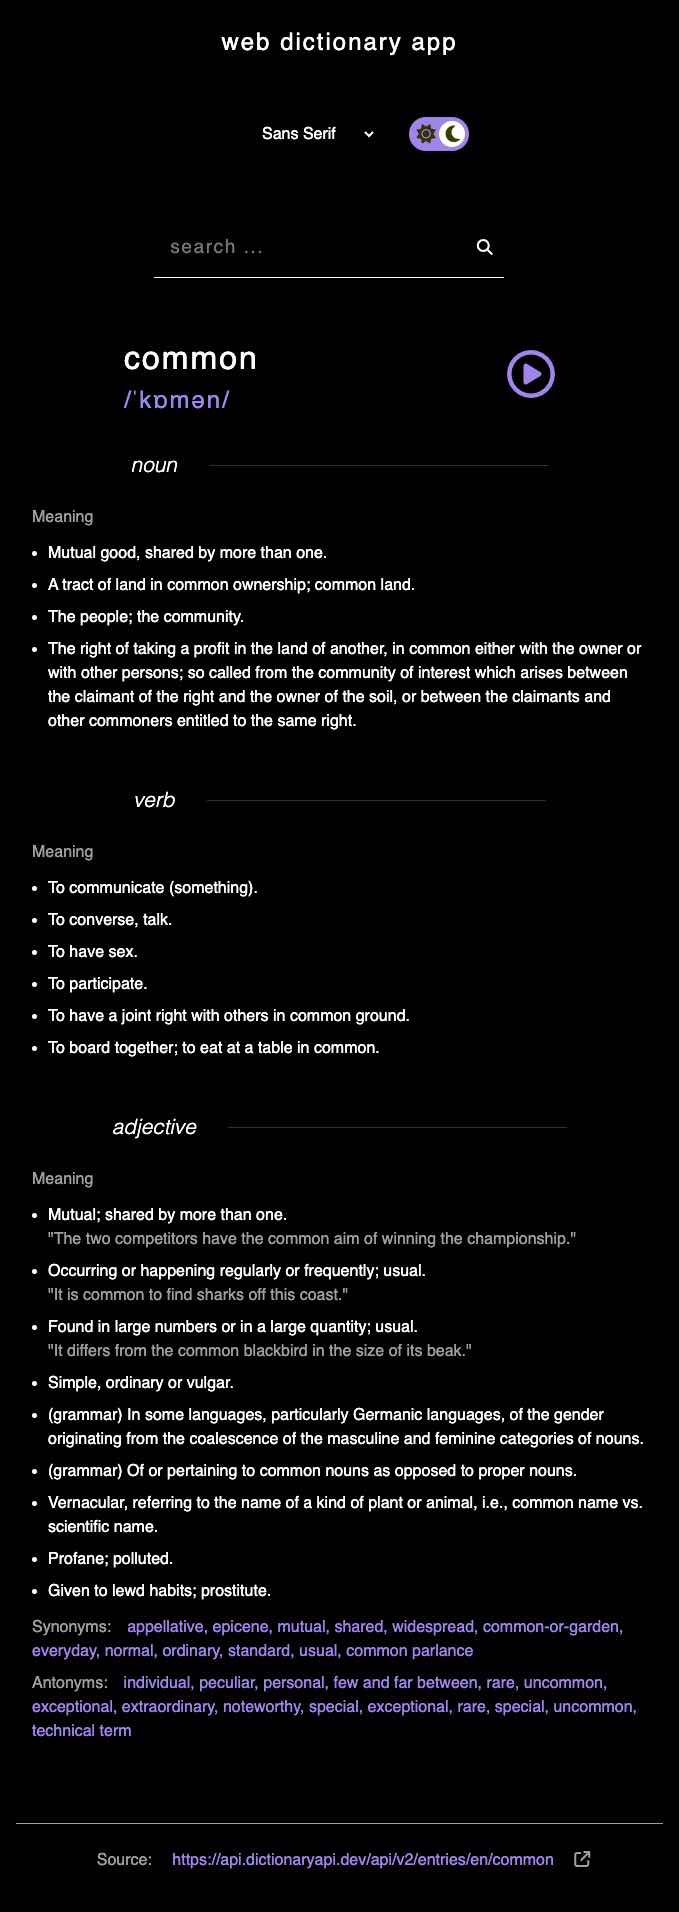 web dictionary app
Sans Serif
search ...
common
/ˈkɒmən/
noun
Meaning
• Mutual good, shared by more than one.
• A tract of land in common ownership; common land.
• The people; the community.
• The right of taking a profit in the land of another, in common either with the owner or
with other persons; so called from the community of interest which arises between
the claimant of the right and the owner of the soil, or between the claimants and
other commoners entitled to the same right.
verb
Meaning
• To communicate (something).
• To converse, talk.
• To have sex.
• To participate.
• To have a joint right with others in common ground.
• To board together; to eat at a table in common.
adjective
Meaning
• Mutual; shared by more than one.
"The two competitors have the common aim of winning the championship."
• Occurring or happening regularly or frequently; usual.
"It is common to find sharks off this coast."
• Found in large numbers or in a large quantity; usual.
"It differs from the common blackbird in the size of its beak."
• Simple, ordinary or vulgar.
• (grammar) In some languages, particularly Germanic languages, of the gender
originating from the coalescence of the masculine and feminine categories of nouns.
• (grammar) Of or pertaining to common nouns as opposed to proper nouns.
• Vernacular, referring to the name of a kind of plant or animal, i.e., common name vs.
scientific name.
• Profane; polluted.
• Given to lewd habits; prostitute.
Synonyms: appellative, epicene, mutual, shared, widespread, common-or-garden,
everyday, normal, ordinary, standard, usual, common parlance
Antonyms: individual, peculiar, personal, few and far between, rare, uncommon,
exceptional, extraordinary, noteworthy, special, exceptional, rare, special, uncommon,
technical term
Source: https://api.dictionaryapi.dev/api/v2/entries/en/common